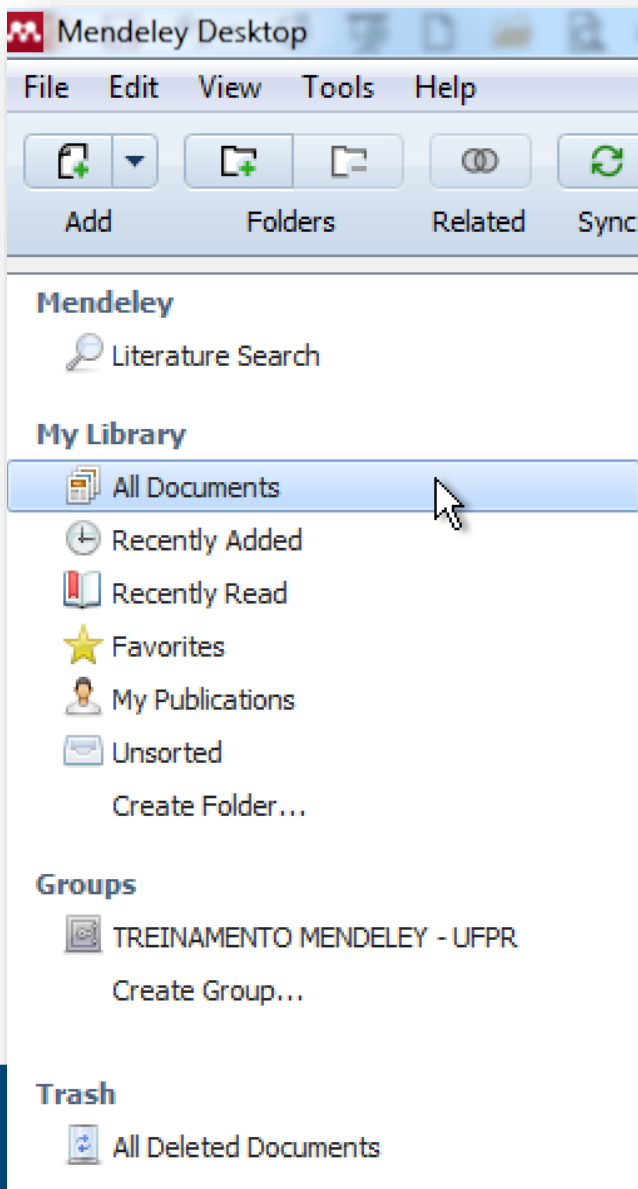 Mendeley Desktop
File Edit View Tools Help
Add Folders Related Sync
Mendeley
Literature Search
My Library
All Documents
Recently Added
Recently Read
Favorites
My Publications
Unsorted
Create Folder...
Groups
TREINAMENTO MENDELEY - UFPR
Create Group...
Trash
All Deleted Documents